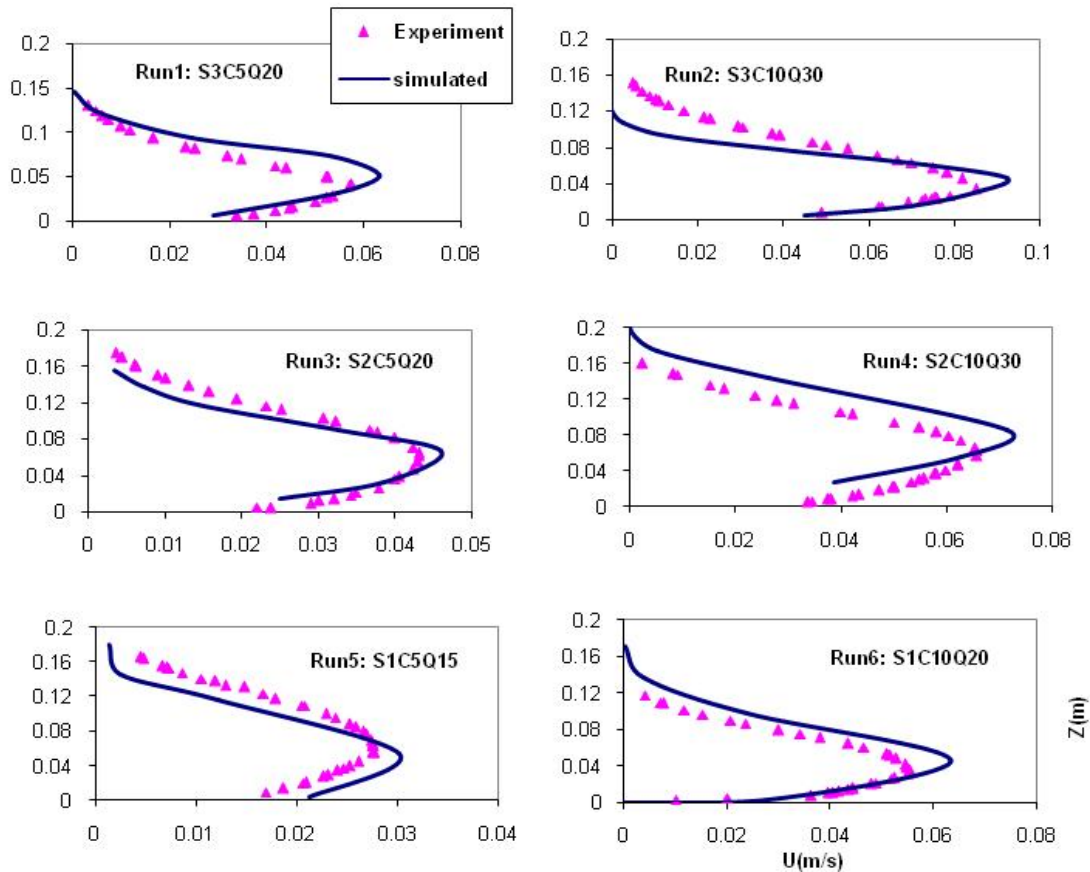 Experiment
simulated
Run1: S3C5Q20
0.2
0.15
0.1
0.05
0
0 0.02 0.04 0.06 0.08
Run2: S3C10Q30
0.2
0.16
0.12
0.08
0.04
0
0 0.02 0.04 0.06 0.08 0.1
Run3: S2C5Q20
0.2
0.16
0.12
0.08
0.04
0
0 0.01 0.02 0.03 0.04 0.05
Run4: S2C10Q30
0.2
0.16
0.12
0.08
0.04
0
0 0.02 0.04 0.06 0.08
Run5: S1C5Q15
0.2
0.16
0.12
0.08
0.04
0
0 0.01 0.02 0.03 0.04
Run6: S1C10Q20
0.2
0.16
0.12
0.08
0.04
0
0 0.02 0.04 0.06 0.08
Z(m)
U(m/s)